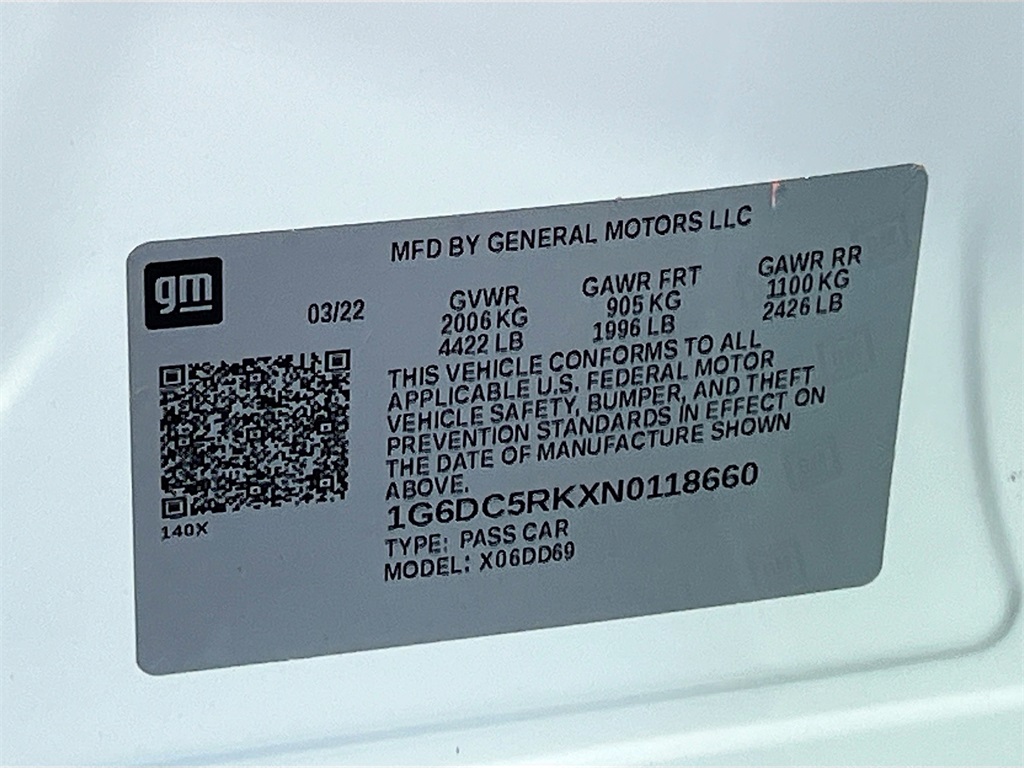 MFD BY GENERAL MOTORS LLC
gm
03/22
GVWR
2006 KG
4422 LB
GAWR FRT
905 KG
1996 LB
GAWR RR
1100 KG
2426 LB
THIS VEHICLE CONFORMS TO ALL
APPLICABLE U.S. FEDERAL MOTOR
VEHICLE SAFETY, BUMPER, AND THEFT
PREVENTION STANDARDS IN EFFECT ON
THE DATE OF MANUFACTURE SHOWN
ABOVE.
1G6DC5RKXN0118660
TYPE: PASS CAR
MODEL: X06DD69
140X